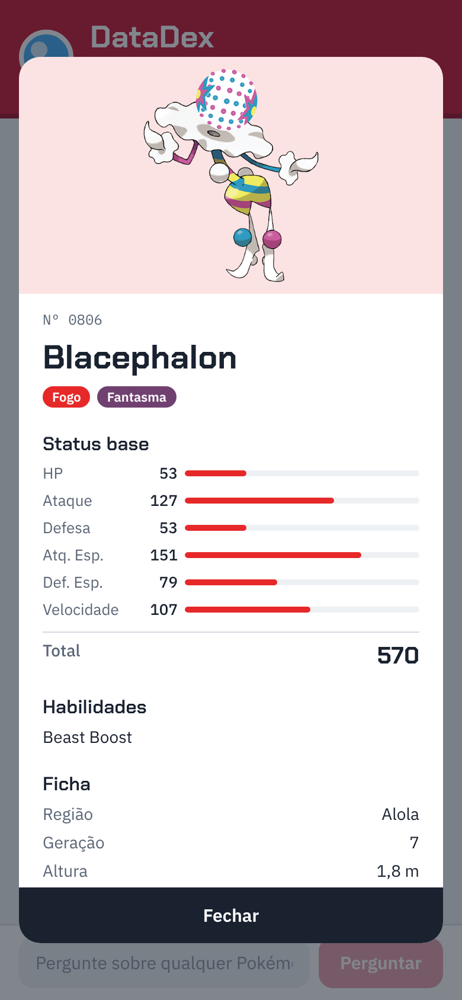 DataDex
Nº 0806
Blacephalon
Fogo Fantasma
Status base
HP 53
Ataque 127
Defesa 53
Atq. Esp. 151
Def. Esp. 79
Velocidade 107
Total 570
Habilidades
Beast Boost
Ficha
Região Alola
Geração 7
Altura 1,8 m
Fechar
Pergunte sobre qualquer Pokém
Perguntar